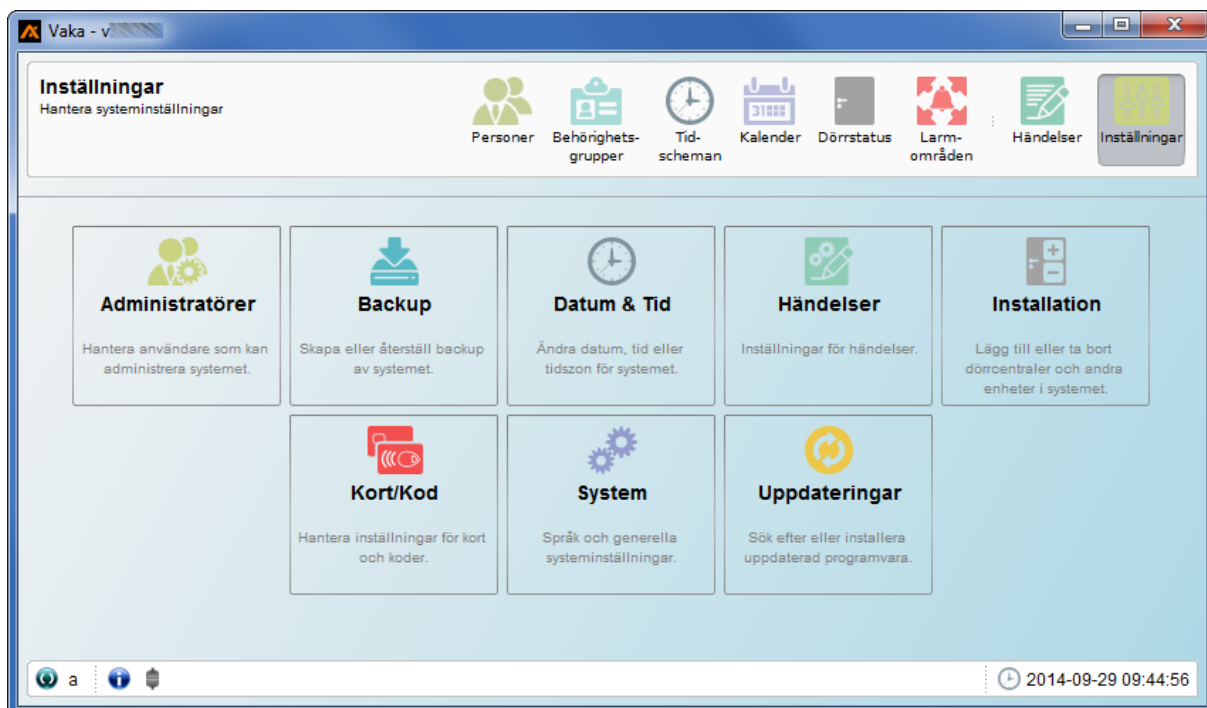 Vaka - v
Inställningar
Hantera systeminställningar
Personer
Behörighets-
grupper
Tid-
scheman
Kalender
Dörrstatus
Larm-
områden
Händelser
Inställningar
31
Administratörer
Hantera användare som kan
administrera systemet.
Backup
Skapa eller återställ backup
av systemet.
Datum & Tid
Ändra datum, tid eller
tidszon för systemet.
Händelser
Inställningar för händelser.
Installation
Lägg till eller ta bort
dörrcentraler och andra
enheter i systemet.
Kort/Kod
Hantera inställningar för kort
och koder.
System
Språk och generella
systeminställningar.
Uppdateringar
Sök efter eller installera
uppdaterad programvara.
a
2014-09-29 09:44:56